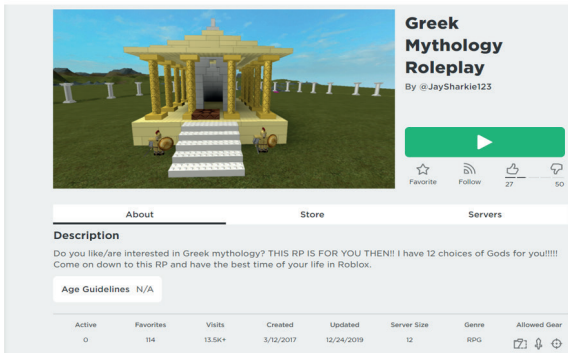 Greek
Mythology
Roleplay
By @JaySharkie123
Favorite Follow 27 50
About Store Servers
Description
Do you like/are interested in Greek mythology? THIS RP IS FOR YOU THEN!! I have 12 choices of Gods for you!!!!!
Come on down to this RP and have the best time of your life in Roblox.
Age Guidelines N/A
Active Favorites Visits Created Updated Server Size Genre Allowed Gear
0 114 13.5K+ 3/12/2017 12/24/2019 12 RPG